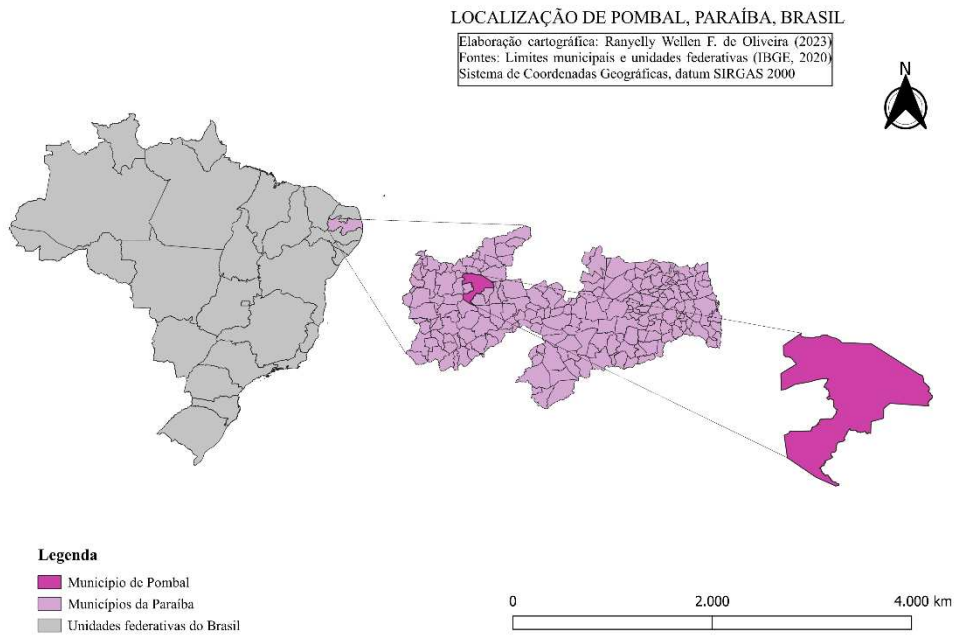 LOCALIZAÇÃO DE POMBAL, PARAÍBA, BRASIL
Elaboração cartográfica: Ranyelly Wellen F. de Oliveira (2023)
Fontes: Limites municipais e unidades federativas (IBGE, 2020)
Sistema de Coordenadas Geográficas, datum SIRGAS 2000
N
Legenda
Município de Pombal
Municípios da Paraíba
Unidades federativas do Brasil
0 2.000 4.000 km